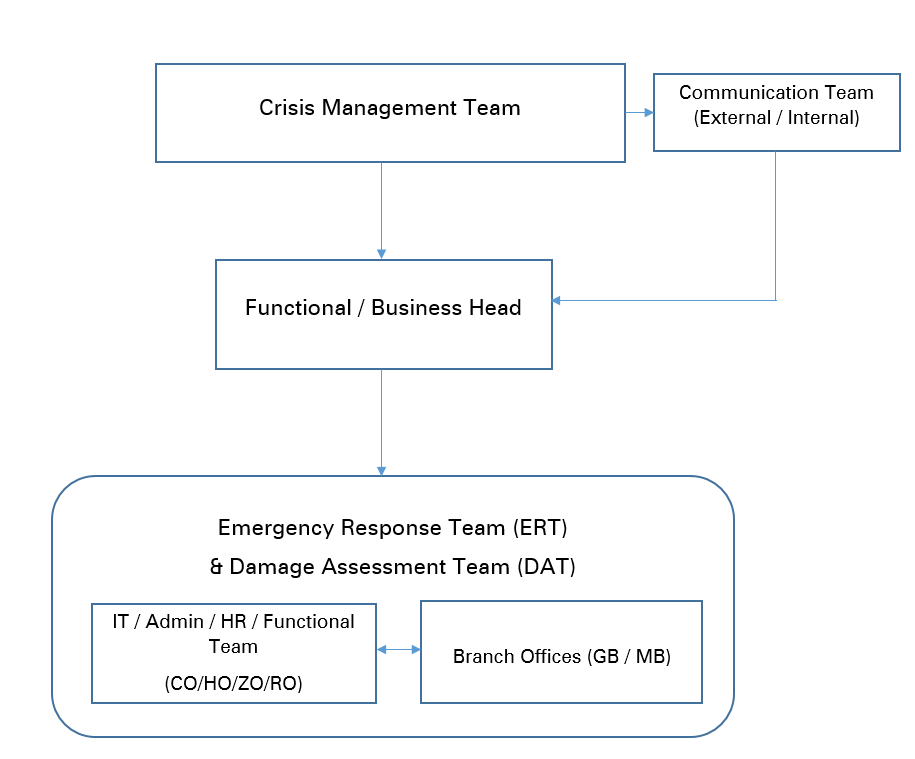 Crisis Management Team
Communication Team
(External / Internal)
Functional / Business Head
Emergency Response Team (ERT)
& Damage Assessment Team (DAT)
IT / Admin / HR / Functional
Team
(CO/HO/ZO/RO)
Branch Offices (GB / MB)